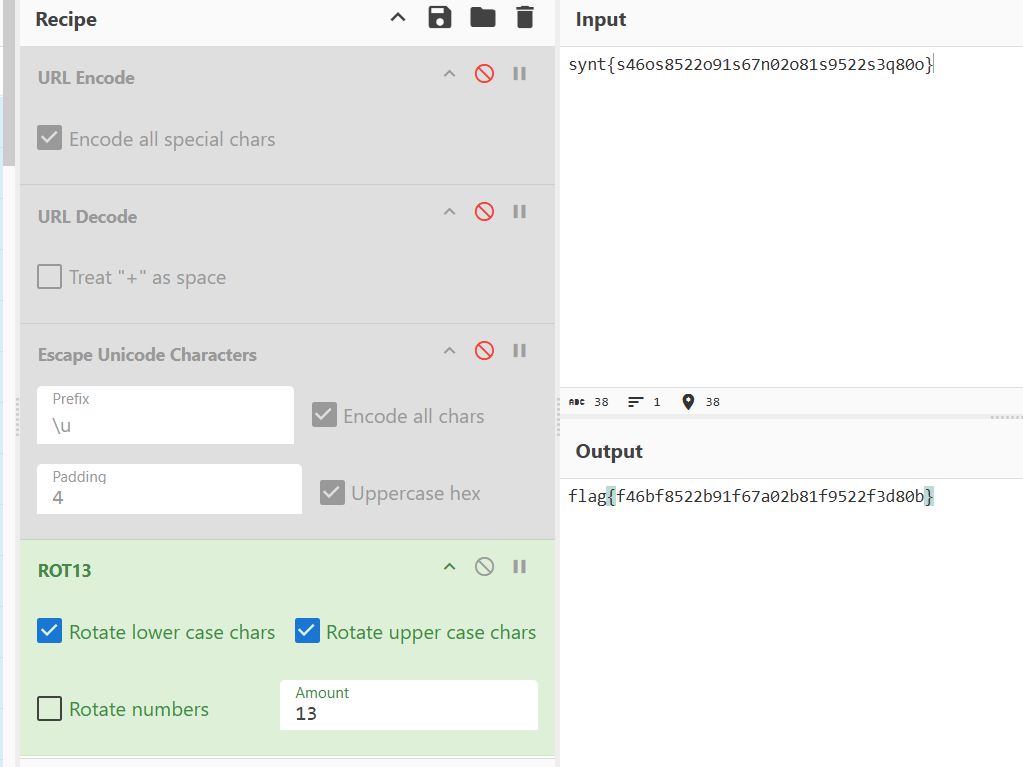 Recipe
URL Encode
Encode all special chars
URL Decode
Treat "+" as space
Escape Unicode Characters
Prefix
\u
Encode all chars
Padding
4
Uppercase hex
ROT13
Rotate lower case chars
Rotate upper case chars
Rotate numbers
Amount
13
Input
synt{s46os8522o91s67n02o81s9522s3q80o}
ABC 38 1 38
Output
flag{f46bf8522b91f67a02b81f9522f3d80b}